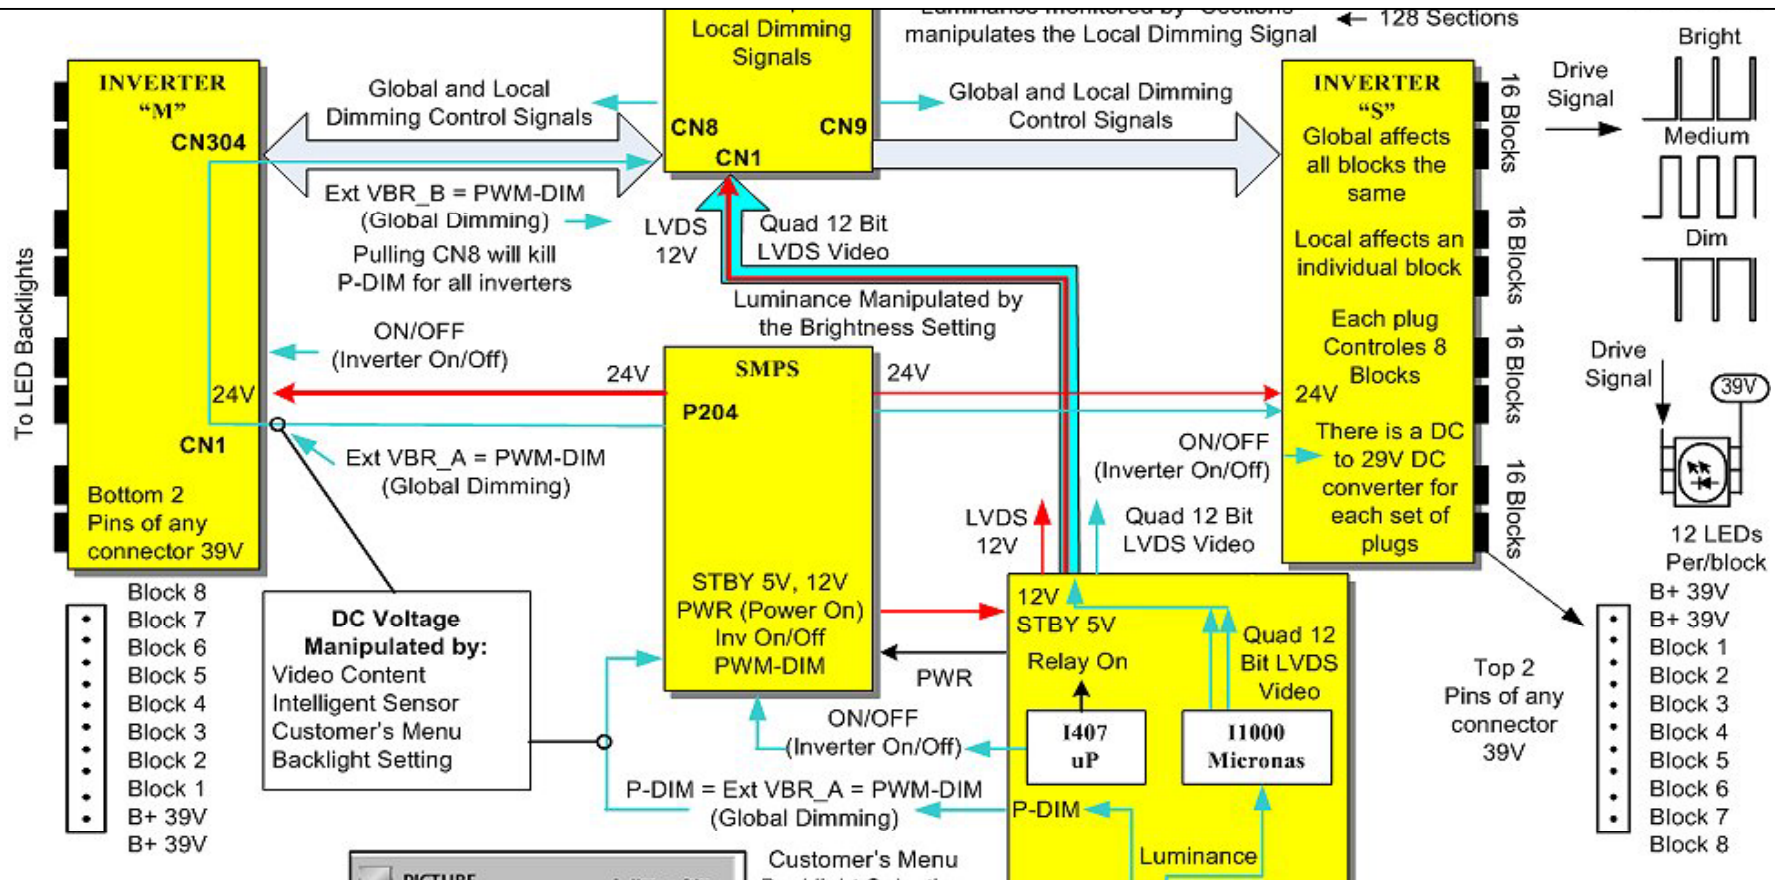 Local Dimming
Signals
CN8
CN9
CN1
Luminance monitored by "Sections"
manipulates the Local Dimming Signal
128 Sections
INVERTER
“M”
CN304
24V
CN1
Bottom 2
Pins of any
connector 39V
To LED Backlights
Global and Local
Dimming Control Signals
Ext VBR_B = PWM-DIM
(Global Dimming)
Pulling CN8 will kill
P-DIM for all inverters
ON/OFF
(Inverter On/Off)
24V
Ext VBR_A = PWM-DIM
(Global Dimming)
LVDS
12V
Quad 12 Bit
LVDS Video
Luminance Manipulated by
the Brightness Setting
Global and Local Dimming
Control Signals
SMPS
P204
STBY 5V, 12V
PWR (Power On)
Inv On/Off
PWM-DIM
24V
ON/OFF
(Inverter On/Off)
LVDS
12V
Quad 12 Bit
LVDS Video
INVERTER
“S”
Global affects
all blocks the
same
Local affects an
individual block
Each plug
Controles 8
Blocks
24V
There is a DC
to 29V DC
converter for
each set of
plugs
16 Blocks
16 Blocks
16 Blocks
16 Blocks
Drive
Signal
Bright
Medium
Dim
Drive
Signal
39V
12 LEDs
Per/block
Block 8
Block 7
Block 6
Block 5
Block 4
Block 3
Block 2
Block 1
B+ 39V
B+ 39V
DC Voltage
Manipulated by:
Video Content
Intelligent Sensor
Customer's Menu
Backlight Setting
12V
STBY 5V
Relay On
PWR
Quad 12
Bit LVDS
Video
I407
uP
I1000
Micronas
ON/OFF
(Inverter On/Off)
P-DIM = Ext VBR_A = PWM-DIM
(Global Dimming)
P-DIM
Luminance
Customer's Menu
PICTURE
Top 2
Pins of any
connector
39V
B+ 39V
B+ 39V
Block 1
Block 2
Block 3
Block 4
Block 5
Block 6
Block 7
Block 8